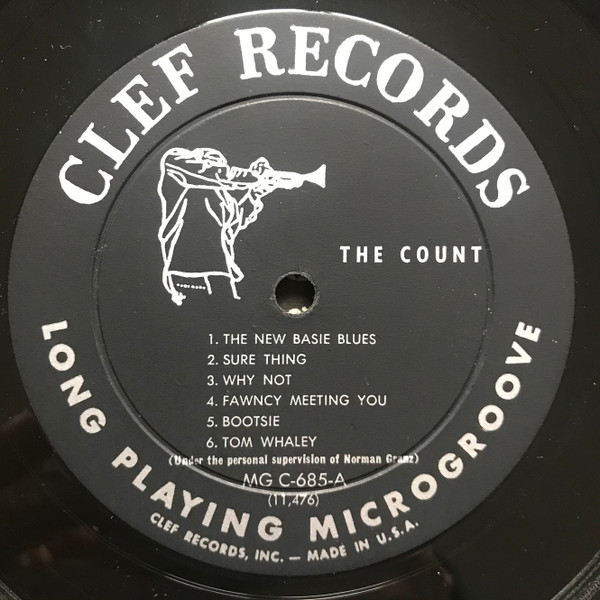 CLEF RECORDS
THE COUNT
1. THE NEW BASIE BLUES
2. SURE THING
3. WHY NOT
4. FAWNCY MEETING YOU
5. BOOTSIE
6. TOM WHALEY
(Under the personal supervision of Norman Granz)
MG C-685-A
(11,476)
LONG PLAYING MICROGROOVE
CLEF RECORDS, INC. — MADE IN U.S.A.